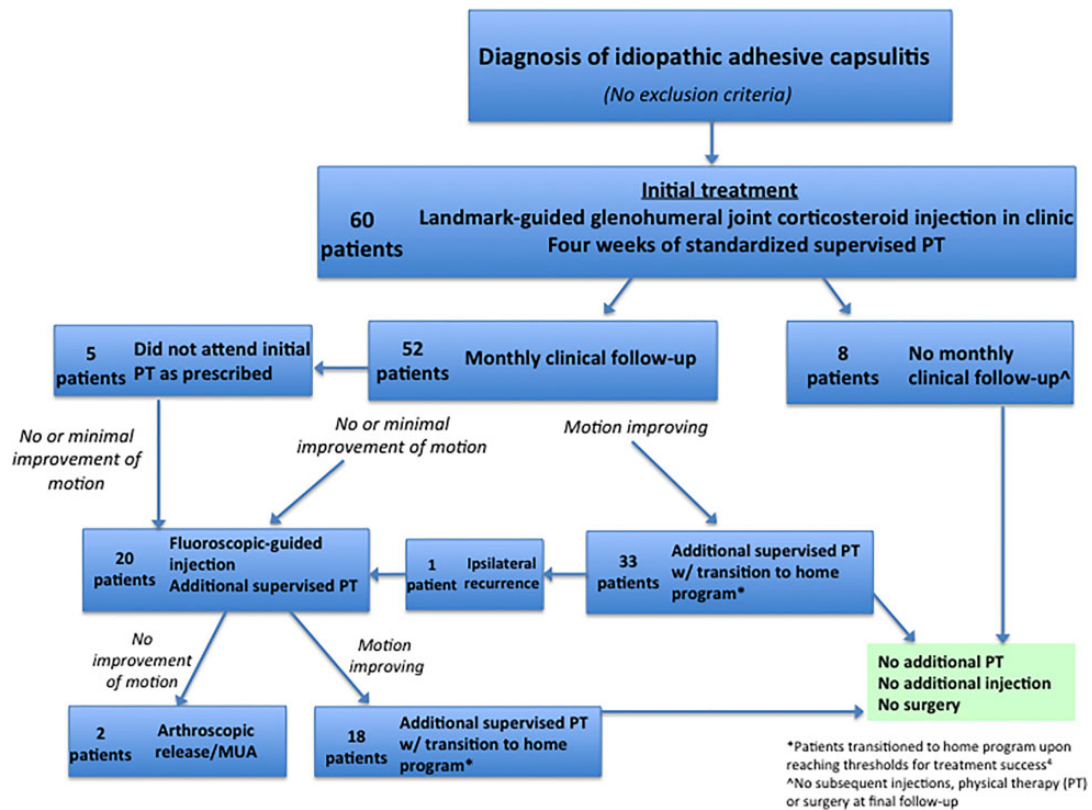 Diagnosis of idiopathic adhesive capsulitis
(No exclusion criteria)
60
patients
Initial treatment
Landmark-guided glenohumeral joint corticosteroid injection in clinic
Four weeks of standardized supervised PT
5
patients
Did not attend initial
PT as prescribed
52
patients
Monthly clinical follow-up
8
patients
No monthly
clinical follow-up^
No or minimal
improvement of
motion
No or minimal
improvement of motion
Motion improving
20
patients
Fluoroscopic-guided
injection
Additional supervised PT
1
patient
Ipsilateral
recurrence
33
patients
Additional supervised PT
w/ transition to home
program*
No
improvement
of motion
Motion
improving
No additional PT
No additional injection
No surgery
2
patients
Arthroscopic
release/MUA
18
patients
Additional supervised PT
w/ transition to home
program*
*Patients transitioned to home program upon
reaching thresholds for treatment success⁴
^No subsequent injections, physical therapy (PT)
or surgery at final follow-up